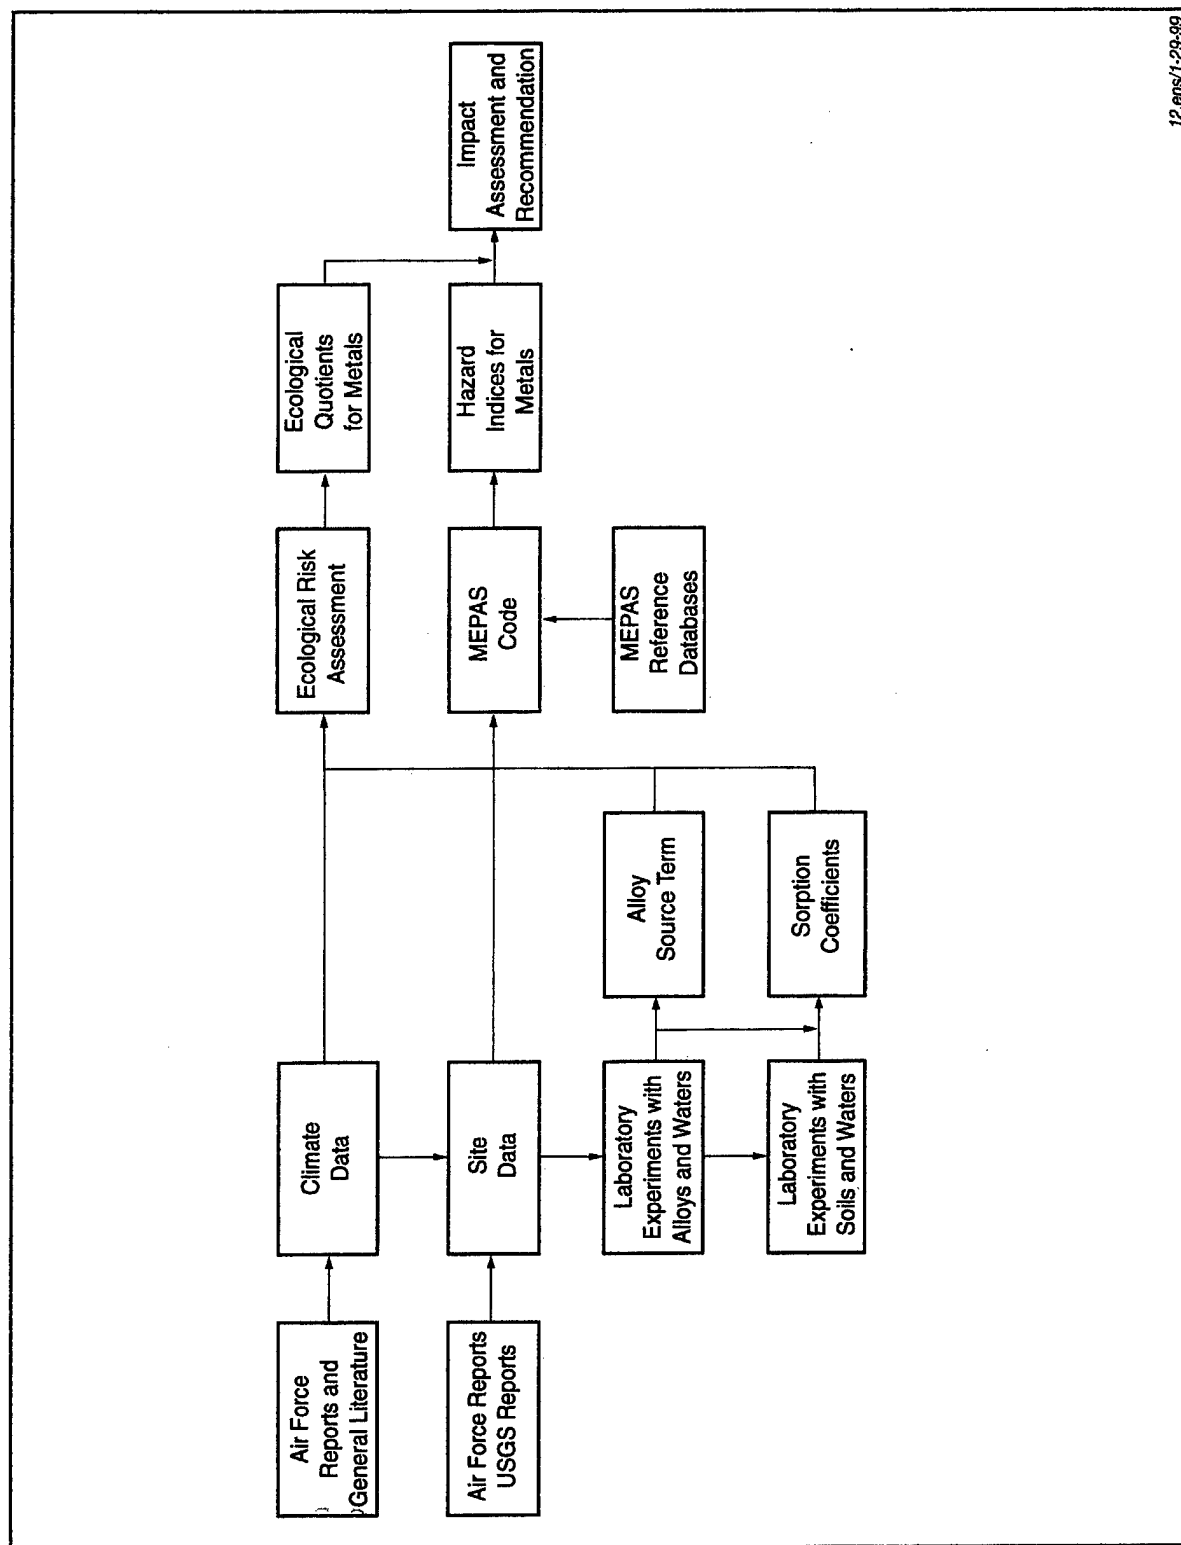 Air Force
Reports and
General Literature
Climate
Data
Ecological Risk
Assessment
Ecological
Quotients
for Metals
Air Force Reports
USGS Reports
Site
Data
MEPAS
Code
Hazard
Indices for
Metals
Impact
Assessment and
Recommendation
Laboratory
Experiments with
Alloys and Waters
Alloy
Source Term
MEPAS
Reference
Databases
Laboratory
Experiments with
Soils and Waters
Sorption
Coefficients
12.eps/1-29-99